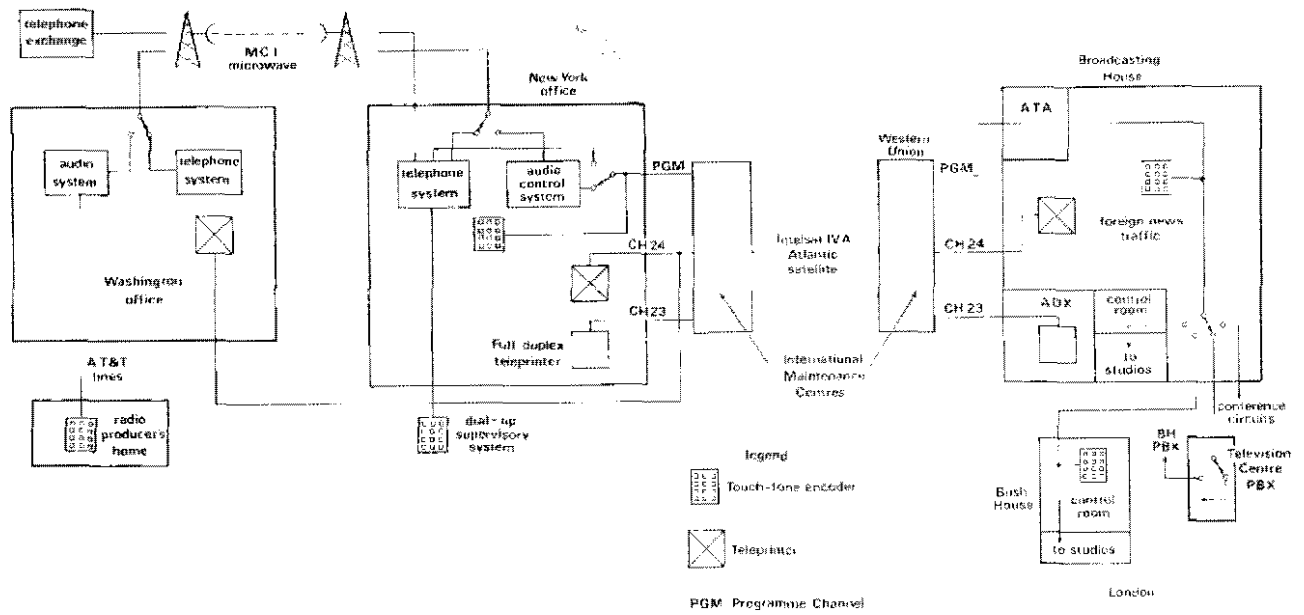 telephone
exchange
MCI
microwave
New York
office
Broadcasting
House
ATA
Western
Union
PGM
PGM
audio
system
telephone
system
telephone
system
audio
control
system
foreign news
traffic
CH 24
Intelsat IVA
Atlantic
satellite
CH 24
Washington
office
CH 23
CH 23
ADX
control
room
to
studios
Full duplex
teleprinter
International
Maintenance
Centres
AT&T
lines
radio
producer's
home
dial-up
supervisory
system
conference
circuits
BH
PBX
Television
Centre
PBX
legend
Touch-tone encoder
Bush
House
control
room
Teleprinter
to studios
London
PGM Programme Channel